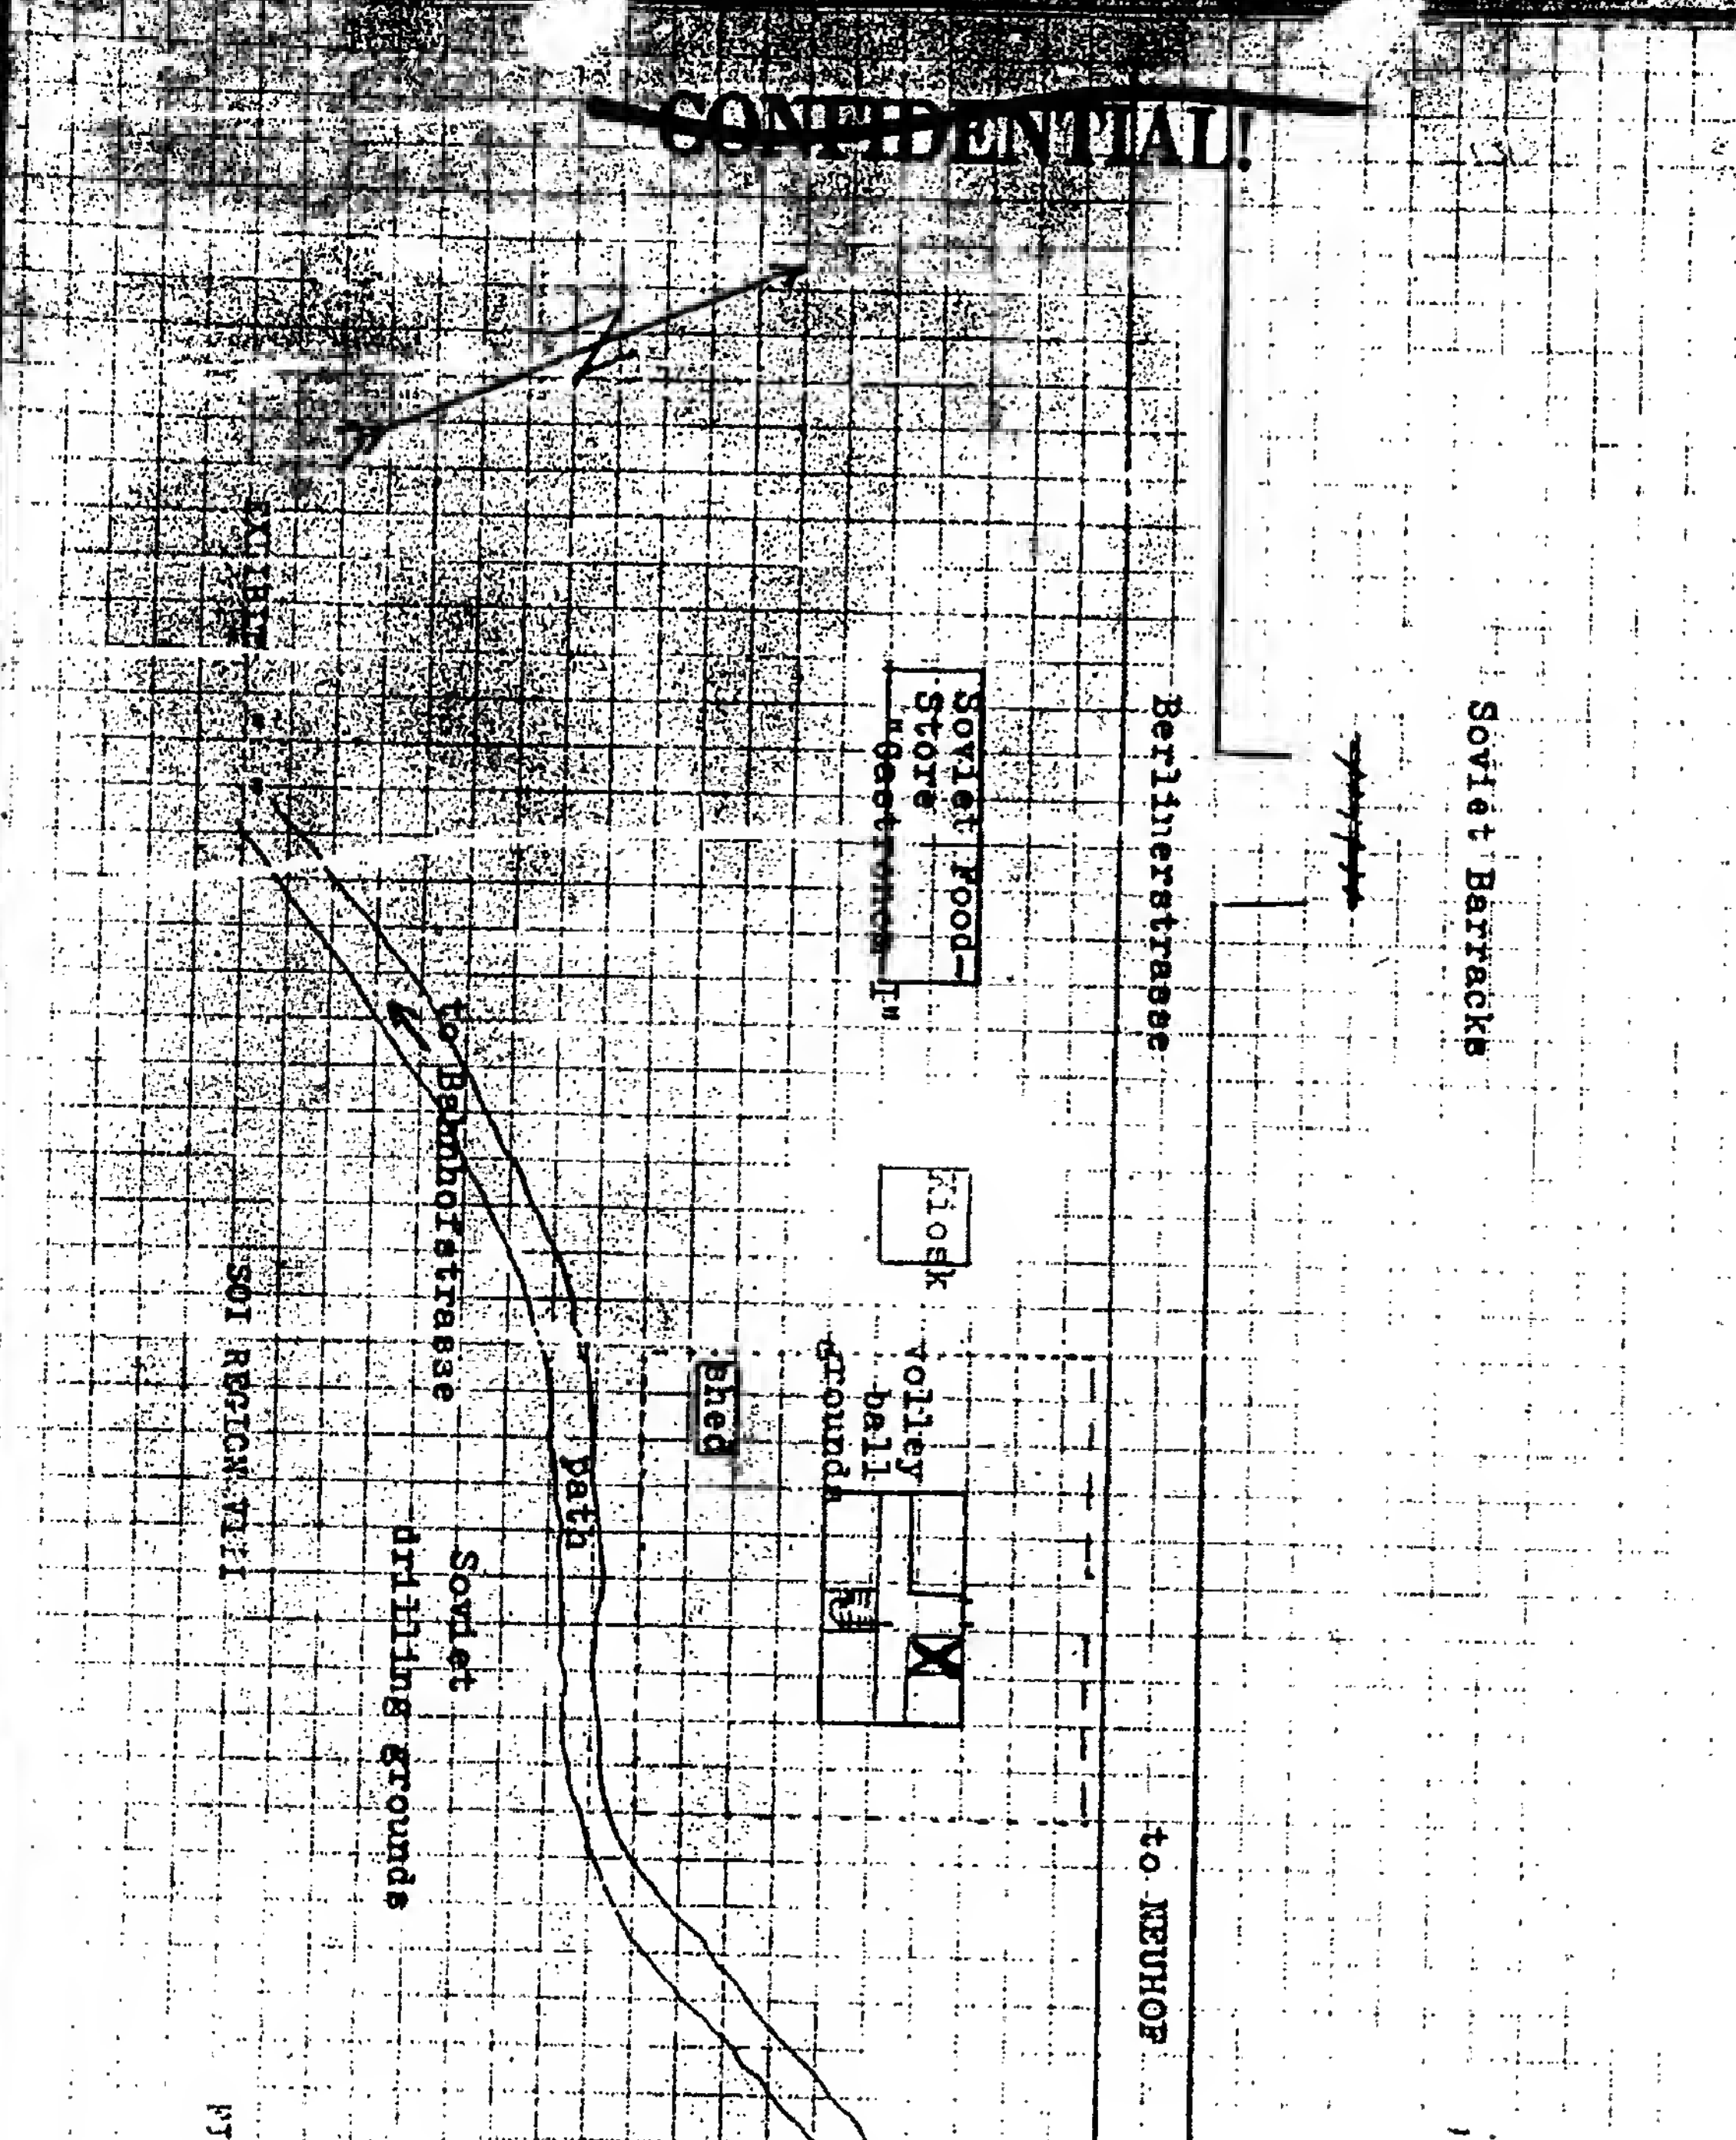 CONFIDENTIAL!
Soviet Barracks
Berlinerstrasse
to NEUHOF
Soviet Food-
Store
"Gastronom I"
Kiosk
volley
ball
grounds
X
shed
path
to Bahnhofstrasse
Soviet
drilling grounds
EXHIBIT
SOI REGION VIII